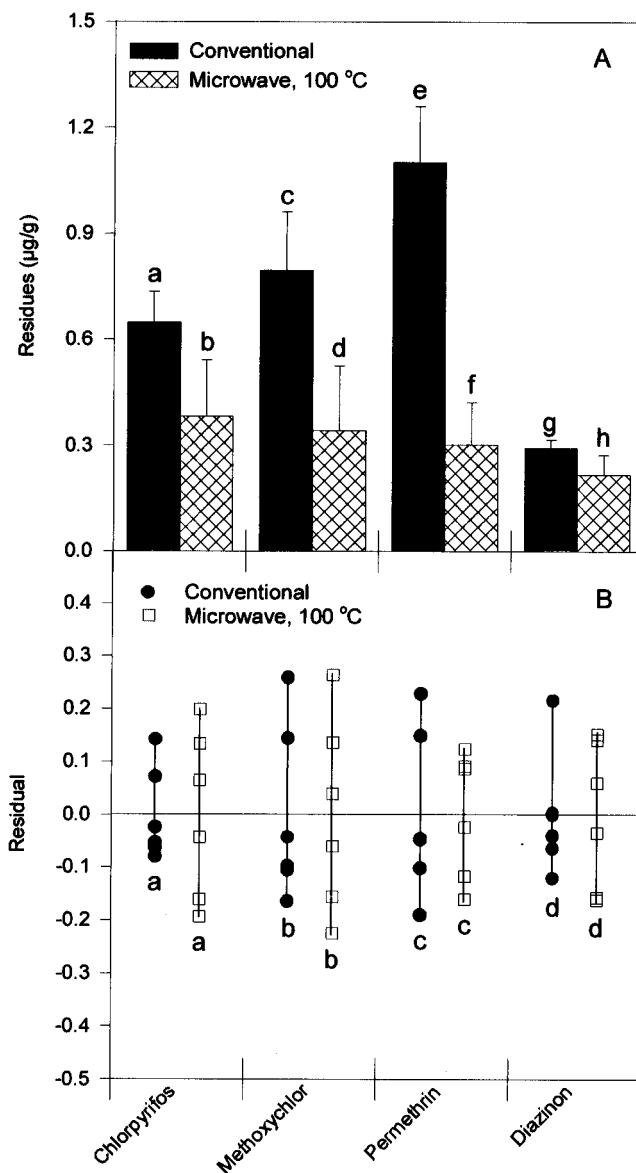 1.5
Conventional
A
Microwave, 100 °C
e
1.2
c
0.9
a
Residues (µg/g)
0.6
b
d
f
g
h
0.3
0.0
Conventional
B
0.4
Microwave, 100 °C
0.3
0.2
0.1
0.0
Residual
-0.1
a
d
d
-0.2
a
b
b
c
c
-0.3
-0.4
-0.5
Chlorpyrifos
Methoxychlor
Permethrin
Diazinon